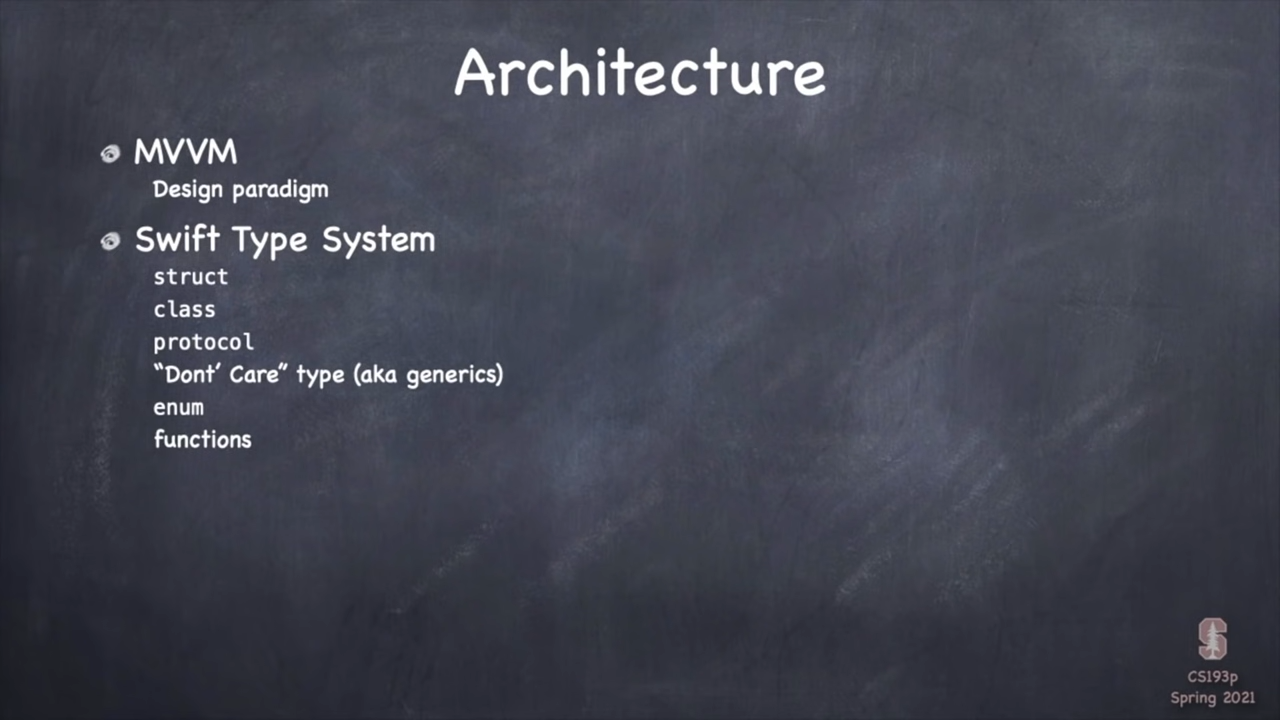 Architecture
MVVM
Design paradigm
Swift Type System
struct
class
protocol
“Dont’ Care” type (aka generics)
enum
functions
S
CS193p
Spring 2021